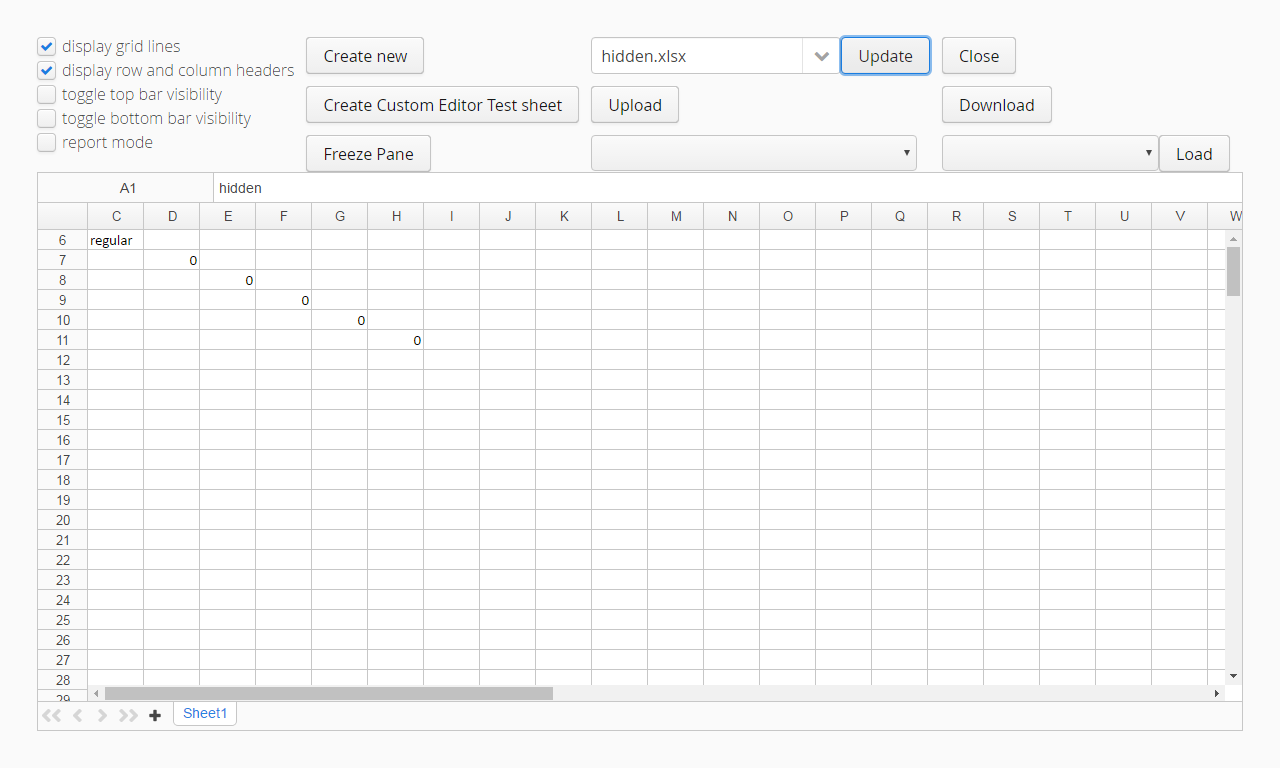 display grid lines
display row and column headers
toggle top bar visibility
toggle bottom bar visibility
report mode
Create new
hidden.xlsx
Update
Close
Create Custom Editor Test sheet
Upload
Download
Freeze Pane
Load
A1 hidden
C D E F G H I J K L M N O P Q R S T U V W
6 regular
7 0
8 0
9 0
10 0
11 0
12
13
14
15
16
17
18
19
20
21
22
23
24
25
26
27
28
29
Sheet1